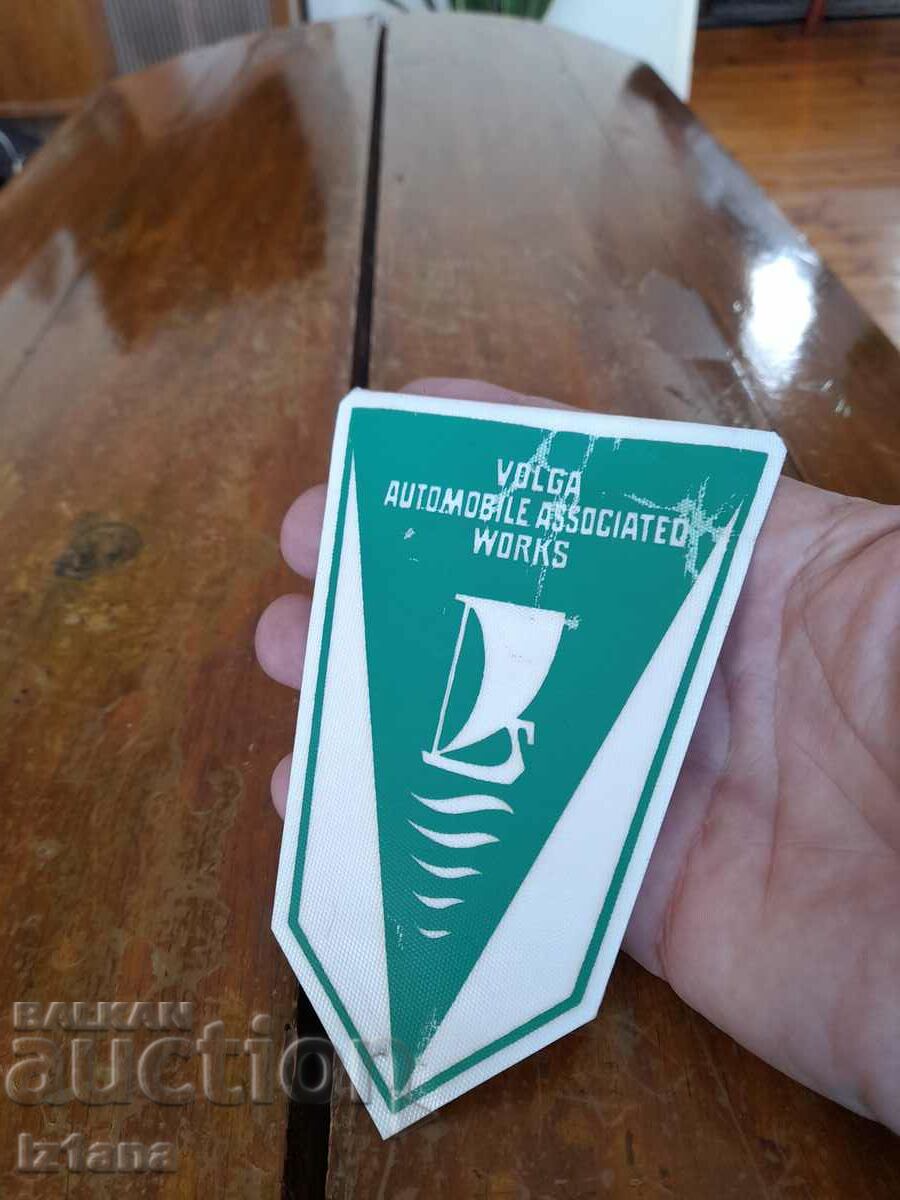 VOLGA
AUTOMOBILE ASSOCIATED
WORKS
BALKAN
auction
Iz1ana